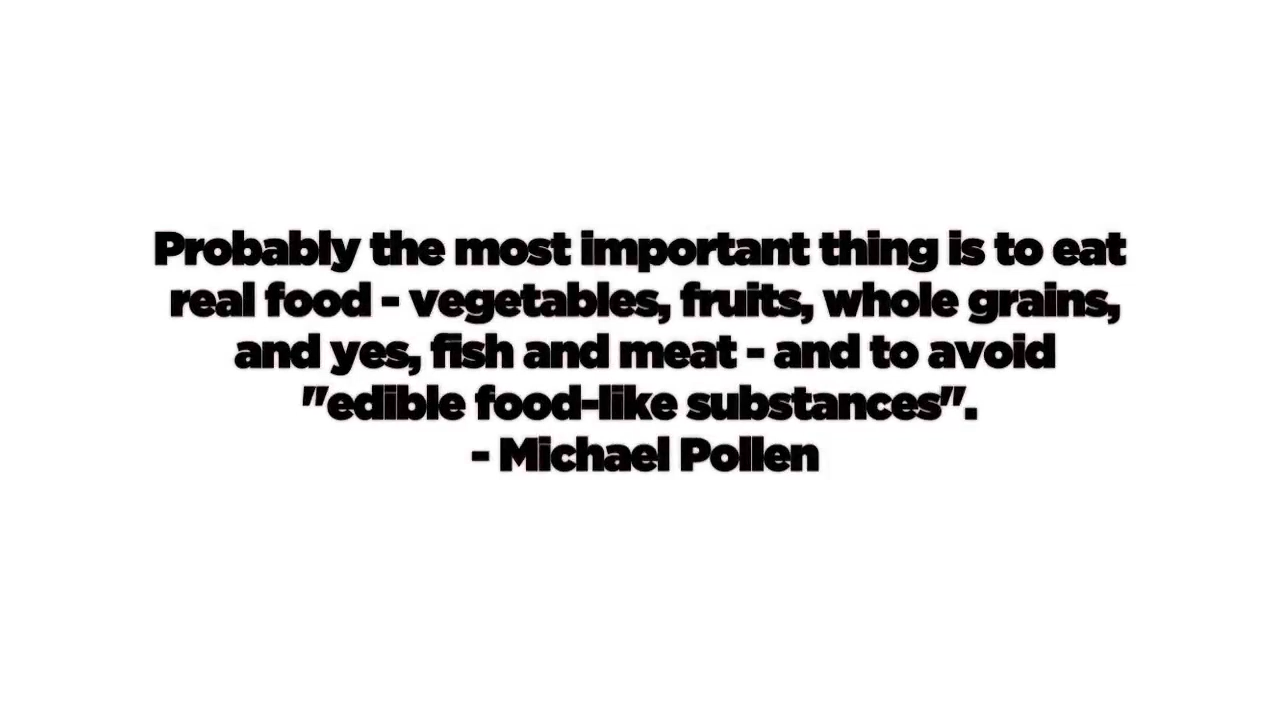 Probably the most important thing is to eat
real food - vegetables, fruits, whole grains,
and yes, fish and meat - and to avoid
"edible food-like substances".
- Michael Pollen